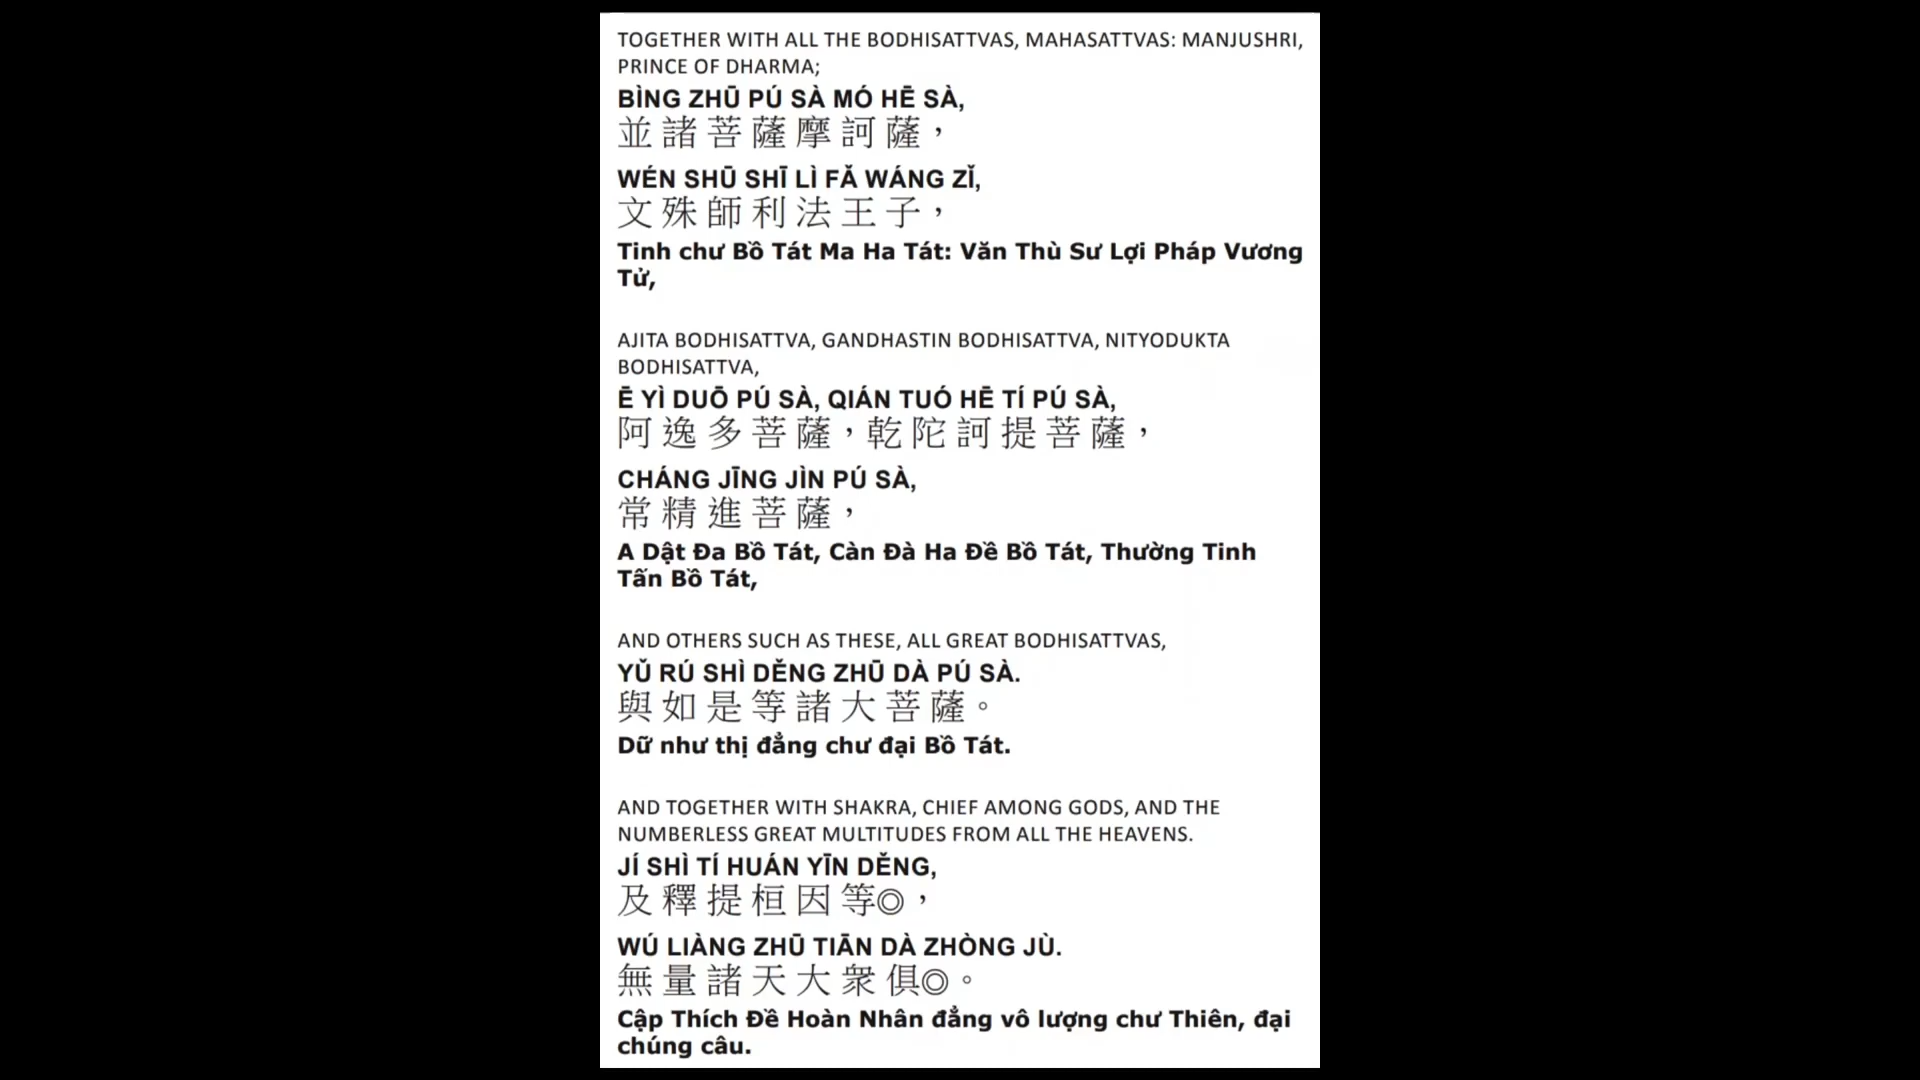 TOGETHER WITH ALL THE BODHISATTVAS, MAHASATTVAS: MANJUSHRI,
PRINCE OF DHARMA;
BÌNG ZHŪ PÚ SÀ MÓ HĒ SÀ,
並諸菩薩摩訶薩，
WÉN SHŪ SHĪ LÌ FǍ WÁNG ZǏ,
文殊師利法王子，
Tinh chư Bồ Tát Ma Ha Tát: Văn Thù Sư Lợi Pháp Vương
Tử,
AJITA BODHISATTVA, GANDHASTIN BODHISATTVA, NITYODUKTA
BODHISATTVA,
Ē YÌ DUŌ PÚ SÀ, QIÁN TUÓ HĒ TÍ PÚ SÀ,
阿逸多菩薩，乾陀訶提菩薩，
CHÁNG JĪNG JÌN PÚ SÀ,
常精進菩薩，
A Dật Đa Bồ Tát, Càn Đà Ha Đề Bồ Tát, Thường Tinh
Tấn Bồ Tát,
AND OTHERS SUCH AS THESE, ALL GREAT BODHISATTVAS,
YǓ RÚ SHÌ DĚNG ZHŪ DÀ PÚ SÀ.
與如是等諸大菩薩。
Dữ như thị đẳng chư đại Bồ Tát.
AND TOGETHER WITH SHAKRA, CHIEF AMONG GODS, AND THE
NUMBERLESS GREAT MULTITUDES FROM ALL THE HEAVENS.
JÍ SHÌ TÍ HUÁN YĪN DĚNG,
及釋提桓因等◎，
WÚ LIÀNG ZHŪ TIĀN DÀ ZHÒNG JÙ.
無量諸天大衆俱◎。
Cập Thích Đề Hoàn Nhân đẳng vô lượng chư Thiên, đại
chúng câu.